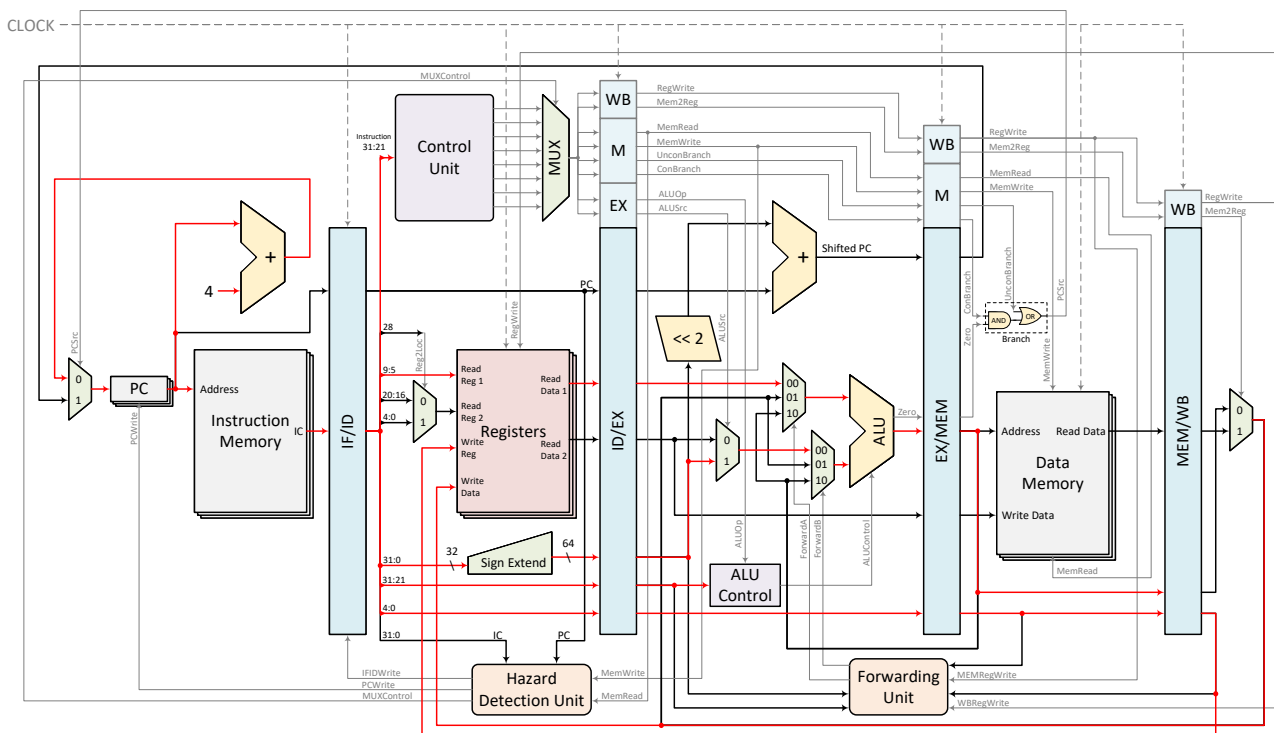 CLOCK
MUXControl
Instruction
31:21
Control
Unit
MUX
WB
M
EX
RegWrite
Mem2Reg
MemRead
MemWrite
UnconBranch
ConBranch
ALUOp
ALUSrc
WB
M
RegWrite
Mem2Reg
MemRead
MemWrite
WB
RegWrite
Mem2Reg
+
4
PCSrc
0
1
PC
PCWrite
Address
Instruction
Memory
IC
IF/ID
28
Reg2Loc
RegWrite
9:5
20:16
4:0
0
1
Read
Reg 1
Read
Reg 2
Write
Reg
Write
Data
Registers
Read
Data 1
Read
Data 2
PC
ID/EX
<< 2
ALUSrc
+
Shifted PC
0
1
00
01
10
00
01
10
ALU
Zero
EX/MEM
ConBranch
Zero
UnconBranch
AND
OR
Branch
PCSrc
MemWrite
Address
Read Data
Data
Memory
Write Data
MemRead
MEM/WB
0
1
31:0
32
Sign Extend
64
31:21
4:0
31:0
IC
PC
ALUOp
ALU
Control
ForwardA
ForwardB
ALUControl
IFIDWrite
PCWrite
MUXControl
Hazard
Detection Unit
MemWrite
MemRead
Forwarding
Unit
MEMRegWrite
WBRegWrite